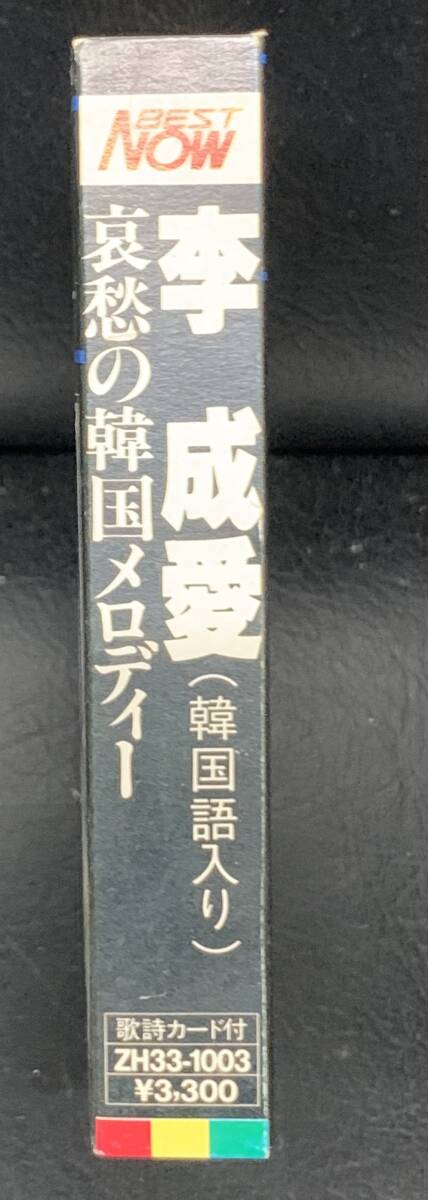 BEST
NOW
李 成愛(韓国語入り)
哀愁の韓国メロディー
歌詩カード付
ZH33-1003
¥3,300